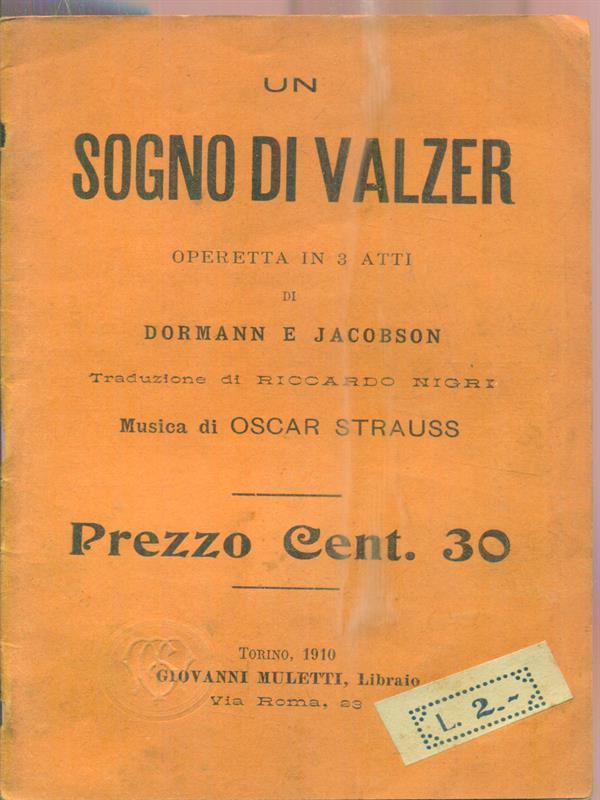 UN
SOGNO DI VALZER
OPERETTA IN 3 ATTI
DI
DORMANN E JACOBSON
Traduzione di RICCARDO NIGRI
Musica di OSCAR STRAUSS
Prezzo Cent. 30
TORINO, 1910
GIOVANNI MULETTI, Libraio
Via Roma, 23
L. 2.-